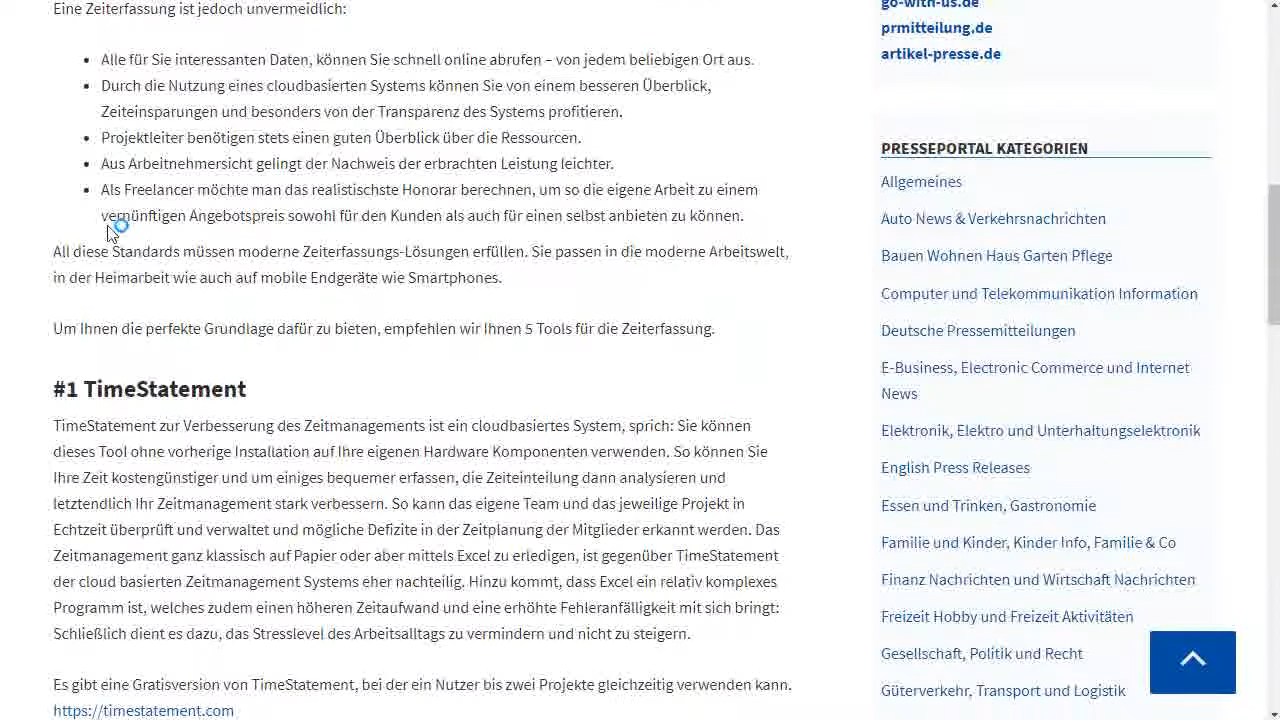 Eine Zeiterfassung ist jedoch unvermeidlich:
Alle für Sie interessenten Daten, können Sie schnell online abrufen – von jedem beliebigen Ort aus.
Durch die Nutzung eines cloudbasierten Systems können Sie von einem besseren Überblick,
Zeiteinsparungen und besonders von der Transparenz des Systems profitieren.
Projektleiter benötigen stets einen guten Überblick über die Ressourcen.
Aus Arbeitnehmersicht gelingt der Nachweis der erbrachten Leistung leichter.
Als Freelancer möchte man das realistischste Honorar berechnen, um so die eigene Arbeit zu einem
vernünftigen Angebotspreis sowohl für den Kunden als auch für einen selbst anbieten zu können.
All diese Standards müssen moderne Zeiterfassungs-Lösungen erfüllen. Sie passen in die moderne Arbeitswelt,
in der Heimarbeit wie auch auf mobile Endgeräte wie Smartphones.
Um Ihnen die perfekte Grundlage dafür zu bieten, empfehlen wir Ihnen 5 Tools für die Zeiterfassung.
#1 TimeStatement
TimeStatement zur Verbesserung des Zeitmanagements ist ein cloudbasiertes System, sprich: Sie können
dieses Tool ohne vorherige Installation auf Ihre eigenen Hardware Komponenten verwenden. So können Sie
Ihre Zeit kostengünstiger und um einiges bequemer erfassen, die Zeiteinteilung dann analysieren und
letztendlich Ihr Zeitmanagement stark verbessern. So kann das eigene Team und das jeweilige Projekt in
Echtzeit überprüft und verwaltet und mögliche Defizite in der Zeitplanung der Mitglieder erkannt werden. Das
Zeitmanagement ganz klassisch auf Papier oder aber mittels Excel zu erledigen, ist gegenüber TimeStatement
der cloud basierten Zeitmanagement Systems eher nachteilig. Hinzu kommt, dass Excel ein relativ komplexes
Programm ist, welches zudem einen höheren Zeitaufwand und eine erhöhte Fehleranfälligkeit mit sich bringt:
Schließlich dient es dazu, das Stresslevel des Arbeitsalltags zu vermindern und nicht zu steigern.
Es gibt eine Gratisversion von TimeStatement, bei der ein Nutzer bis zwei Projekte gleichzeitig verwenden kann.
https://timestatement.com
go-with-us.de
prmitteilung.de
artikel-presse.de
PRESSEPORTAL KATEGORIEN
Allgemeines
Auto News & Verkehrsnachrichten
Bauen Wohnen Haus Garten Pflege
Computer und Telekommunikation Information
Deutsche Pressemitteilungen
E-Business, Electronic Commerce und Internet
News
Elektronik, Elektro und Unterhaltungselektronik
English Press Releases
Essen und Trinken, Gastronomie
Familie und Kinder, Kinder Info, Familie & Co
Finanz Nachrichten und Wirtschaft Nachrichten
Freizeit Hobby und Freizeit Aktivitäten
Gesellschaft, Politik und Recht
Güterverkehr, Transport und Logistik